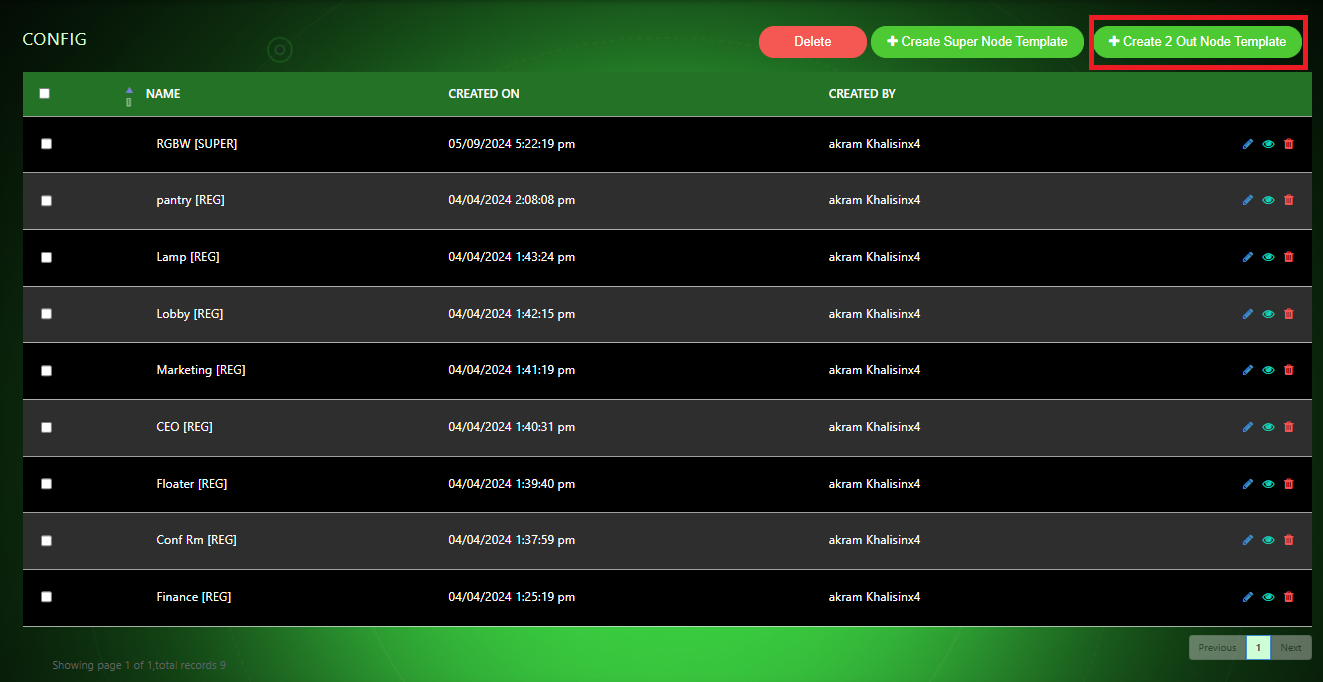 CONFIG
Delete
Create Super Node Template
Create 2 Out Node Template
NAME CREATED ON CREATED BY
RGBW [SUPER] 05/09/2024 5:22:19 pm akram Khalisinx4
pantry [REG] 04/04/2024 2:08:08 pm akram Khalisinx4
Lamp [REG] 04/04/2024 1:43:24 pm akram Khalisinx4
Lobby [REG] 04/04/2024 1:42:15 pm akram Khalisinx4
Marketing [REG] 04/04/2024 1:41:19 pm akram Khalisinx4
CEO [REG] 04/04/2024 1:40:31 pm akram Khalisinx4
Floater [REG] 04/04/2024 1:39:40 pm akram Khalisinx4
Conf Rm [REG] 04/04/2024 1:37:59 pm akram Khalisinx4
Finance [REG] 04/04/2024 1:25:19 pm akram Khalisinx4
Previous 1 Next
Showing page 1 of 1,total records 9